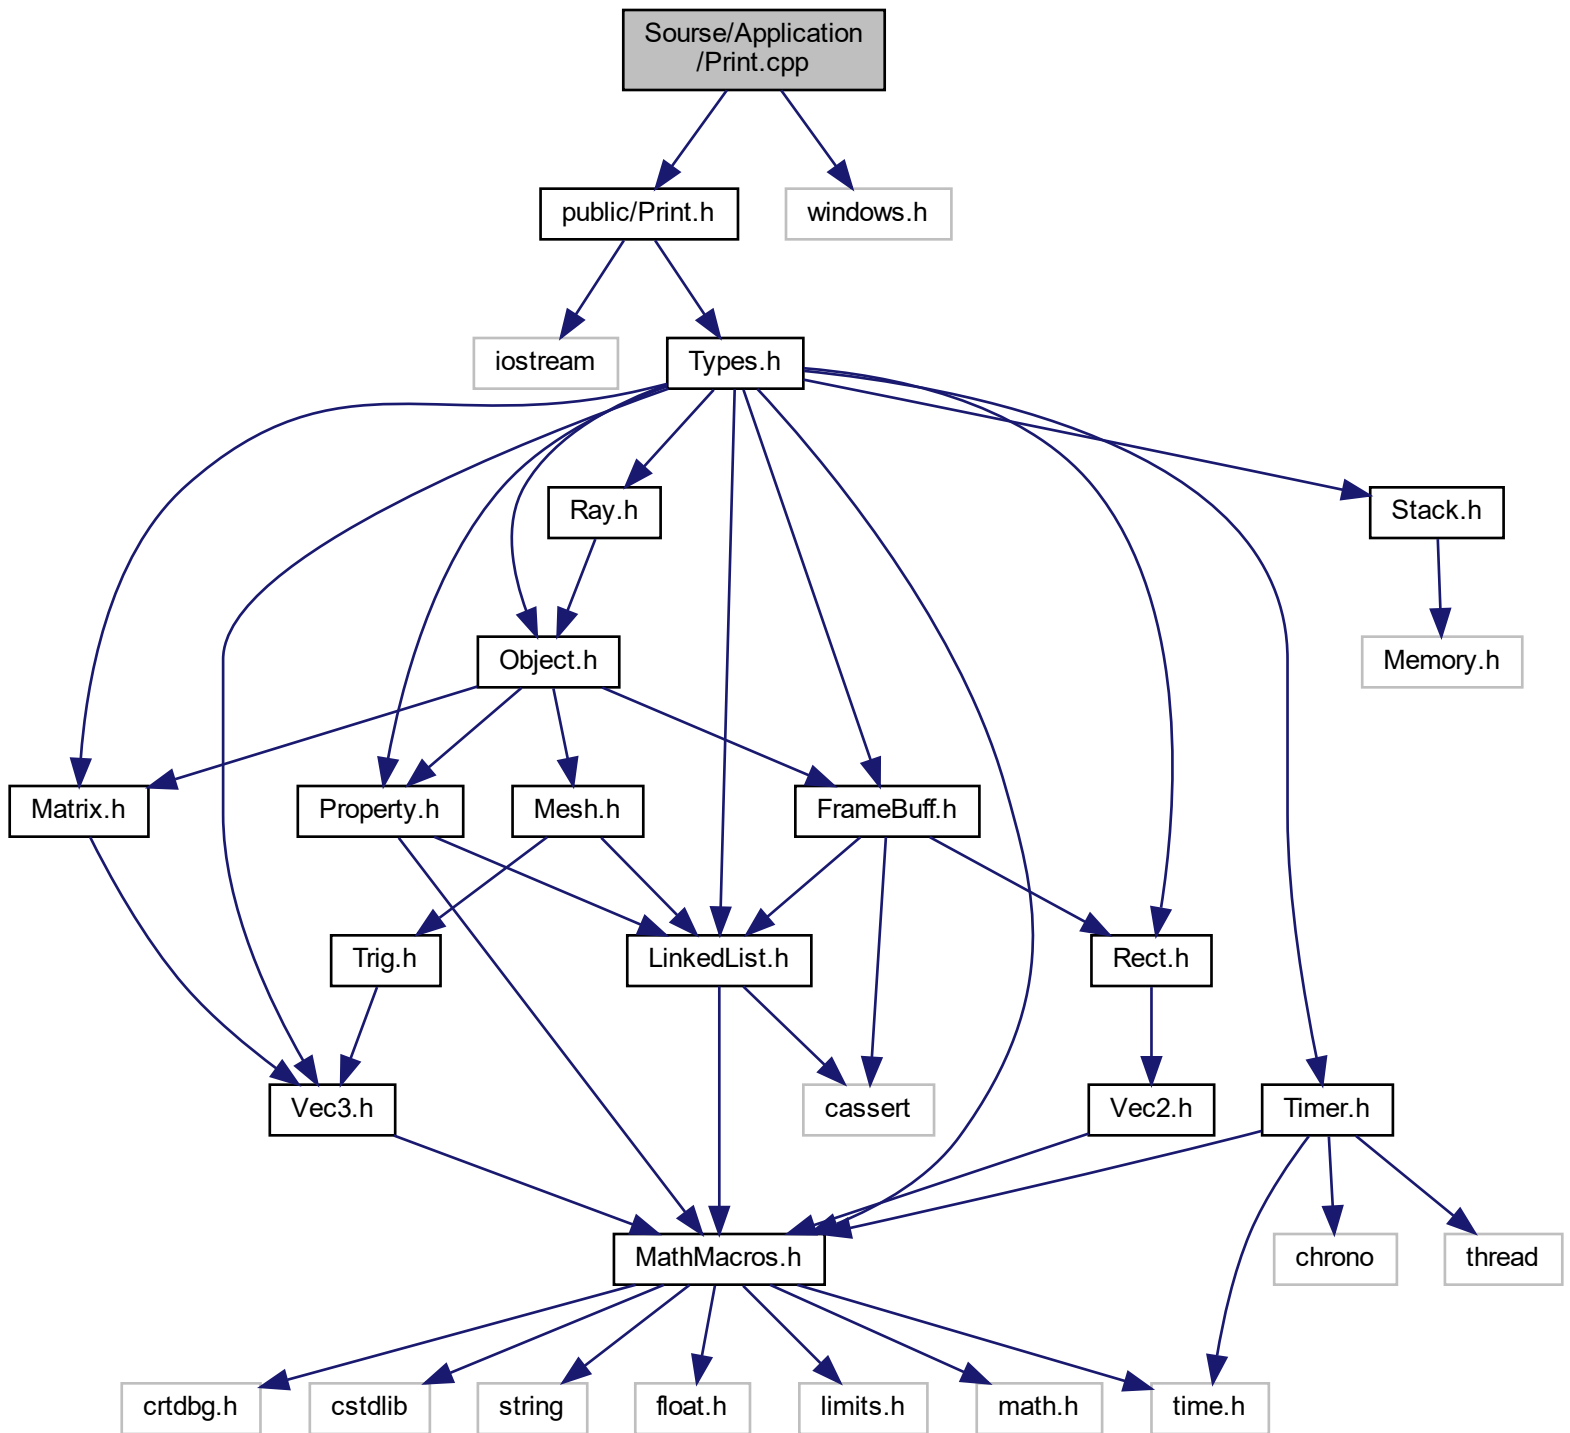 Sourse/Application
/Print.cpp
public/Print.h
windows.h
iostream
Types.h
Ray.h
Stack.h
Object.h
Memory.h
Matrix.h
Property.h
Mesh.h
FrameBuff.h
Trig.h
LinkedList.h
Rect.h
Vec3.h
cassert
Vec2.h
Timer.h
MathMacros.h
chrono
thread
crtdbg.h
cstdlib
string
float.h
limits.h
math.h
time.h